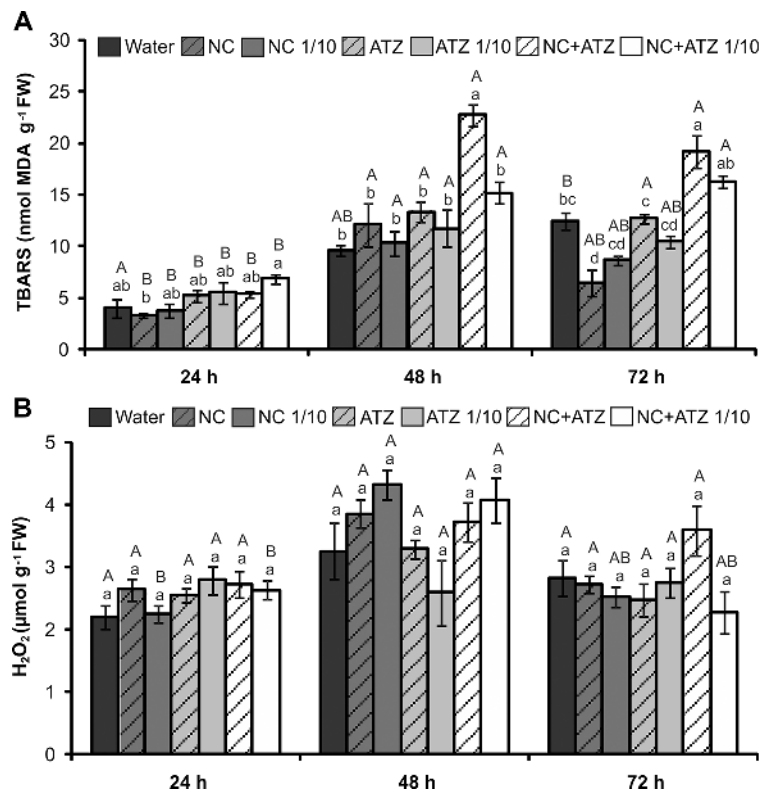 A
30
Water NC NC 1/10 ATZ ATZ 1/10 NC+ATZ NC+ATZ 1/10
TBARS (nmol MDA g⁻¹ FW)
25
20
15
10
5
0
A ab
B b
B ab
B ab
B ab
B ab
B a
AB b
A b
A b
A b
A b
A a
A b
B bc
AB d
AB cd
A c
AB cd
A a
A ab
24 h 48 h 72 h
B
Water NC NC 1/10 ATZ ATZ 1/10 NC+ATZ NC+ATZ 1/10
H₂O₂ (µmol g⁻¹ FW)
5
4
3
2
1
0
A a
A a
B a
A a
A a
A a
B a
A a
A a
A a
A a
A a
A a
A a
A a
A a
AB a
A a
A a
A a
AB a
24 h 48 h 72 h